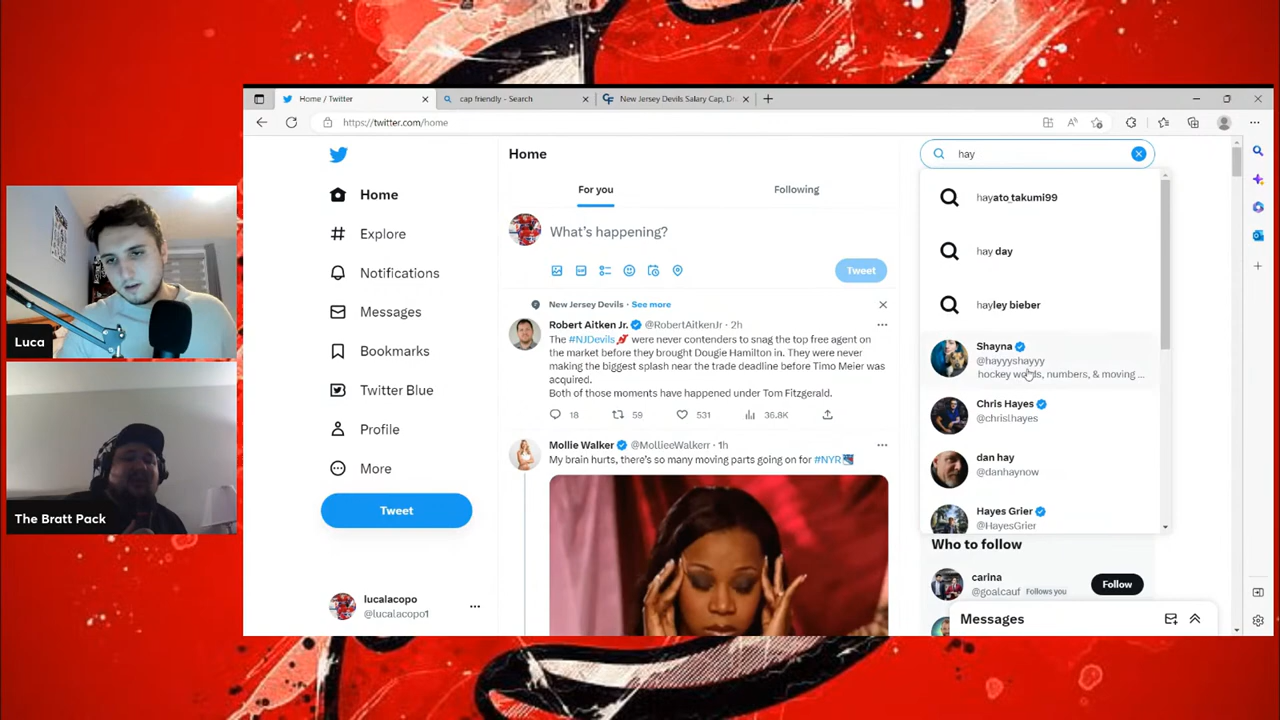 Home / Twitter
cap friendly - Search
CF
New Jersey Devils Salary Cap, Dr
https://twitter.com/home
Home
Explore
Notifications
Messages
Bookmarks
Twitter Blue
Profile
More
Tweet
lucalacopo
@lucalacopo1
Home
For you
Following
What's happening?
GIF
Tweet
New Jersey Devils · See more
Robert Aitken Jr. @RobertAitkenJr · 2h
The #NJDevils were never contenders to snag the top free agent on
the market before they brought Dougie Hamilton in. They were never
making the biggest splash near the trade deadline before Timo Meier was
acquired.
Both of those moments have happened under Tom Fitzgerald.
18 59 531 36.8K
Mollie Walker @MollieeWalkerr · 1h
My brain hurts, there's so many moving parts going on for #NYR
hay
hayato_takumi99
hay day
hayley bieber
Shayna
@hayyyshayyy
hockey words, numbers, & moving ...
Chris Hayes
@chrislhayes
dan hay
@danhaynow
Hayes Grier
@HayesGrier
Who to follow
carina
@goalcauf Follows you
Follow
Messages
Luca
The Bratt Pack